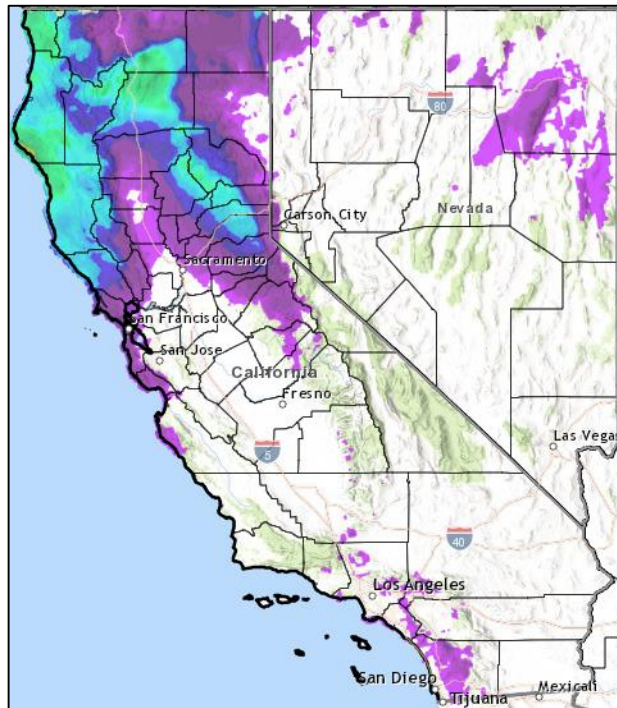 80
Carson City
Nevada
Sacramento
San Francisco
San Jose
California
Fresno
5
Las Vegas
40
Los Angeles
San Diego
Tijuana
Mexicali